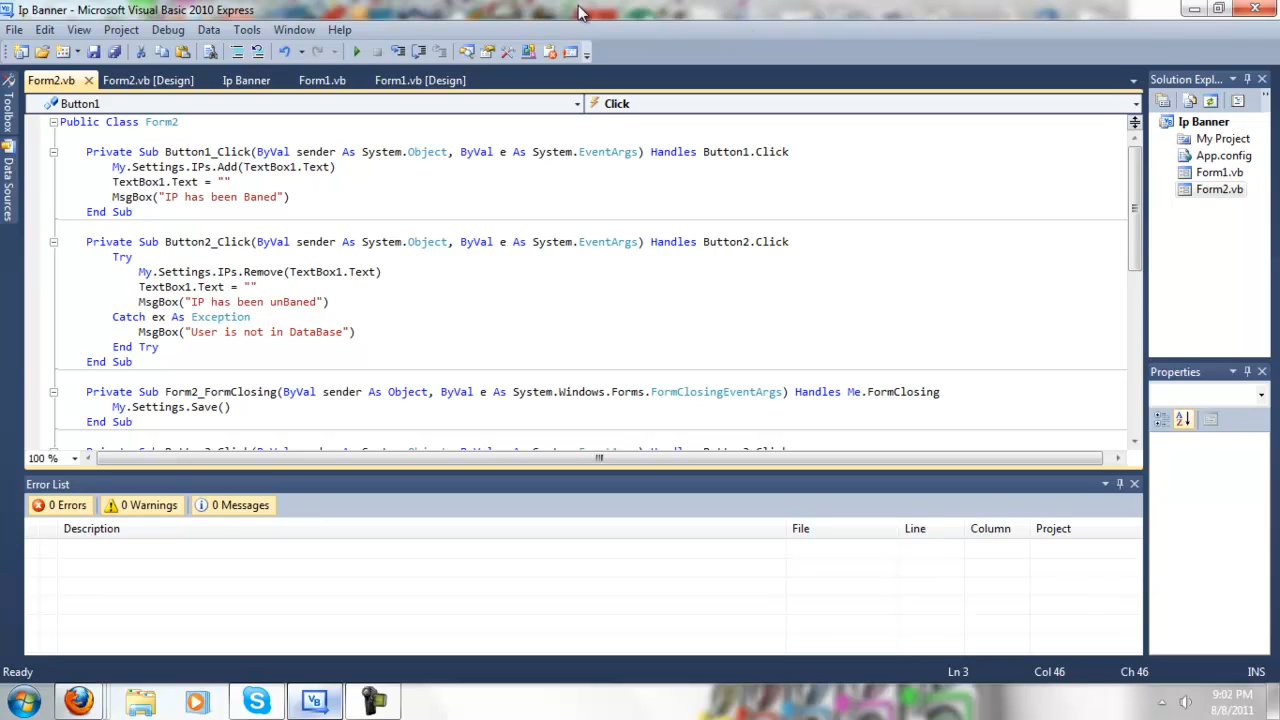 Ip Banner - Microsoft Visual Basic 2010 Express
File Edit View Project Debug Data Tools Window Help
Form2.vb Form2.vb [Design] Ip Banner Form1.vb Form1.vb [Design]
Button1 Click
Public Class Form2
Private Sub Button1_Click(ByVal sender As System.Object, ByVal e As System.EventArgs) Handles Button1.Click
My.Settings.IPs.Add(TextBox1.Text)
TextBox1.Text = ""
MsgBox("IP has been Baned")
End Sub
Private Sub Button2_Click(ByVal sender As System.Object, ByVal e As System.EventArgs) Handles Button2.Click
Try
My.Settings.IPs.Remove(TextBox1.Text)
TextBox1.Text = ""
MsgBox("IP has been unBaned")
Catch ex As Exception
MsgBox("User is not in DataBase")
End Try
End Sub
Private Sub Form2_FormClosing(ByVal sender As Object, ByVal e As System.Windows.Forms.FormClosingEventArgs) Handles Me.FormClosing
My.Settings.Save()
End Sub
100 %
Toolbox
Data Sources
Solution Expl...
Ip Banner
My Project
App.config
Form1.vb
Form2.vb
Properties
Error List
0 Errors 0 Warnings 0 Messages
Description File Line Column Project
Ready Ln 3 Col 46 Ch 46 INS
9:02 PM
8/8/2011